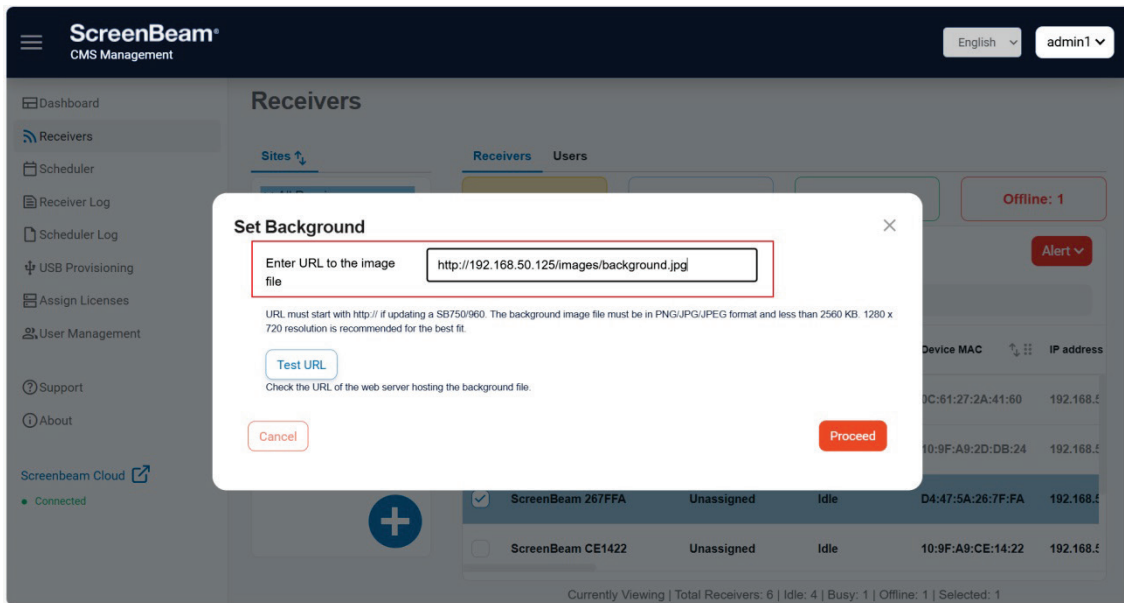 ScreenBeam®
CMS Management
English
admin1
Dashboard
Receivers
Scheduler
Receiver Log
Scheduler Log
USB Provisioning
Assign Licenses
User Management
Support
About
Screenbeam Cloud
Connected
Receivers
Sites
Receivers Users
Offline: 1
Alert
Set Background
Enter URL to the image
file
http://192.168.50.125/images/background.jpg
URL must start with http:// if updating a SB750/960. The background image file must be in PNG/JPG/JPEG format and less than 2560 KB. 1280 x
720 resolution is recommended for the best fit.
Test URL
Check the URL of the web server hosting the background file.
Cancel
Proceed
Device MAC IP address
0C:61:27:2A:41:60 192.168.5
10:9F:A9:2D:DB:24 192.168.5
ScreenBeam 267FFA Unassigned Idle D4:47:5A:26:7F:FA 192.168.5
ScreenBeam CE1422 Unassigned Idle 10:9F:A9:CE:14:22 192.168.5
Currently Viewing | Total Receivers: 6 | Idle: 4 | Busy: 1 | Offline: 1 | Selected: 1